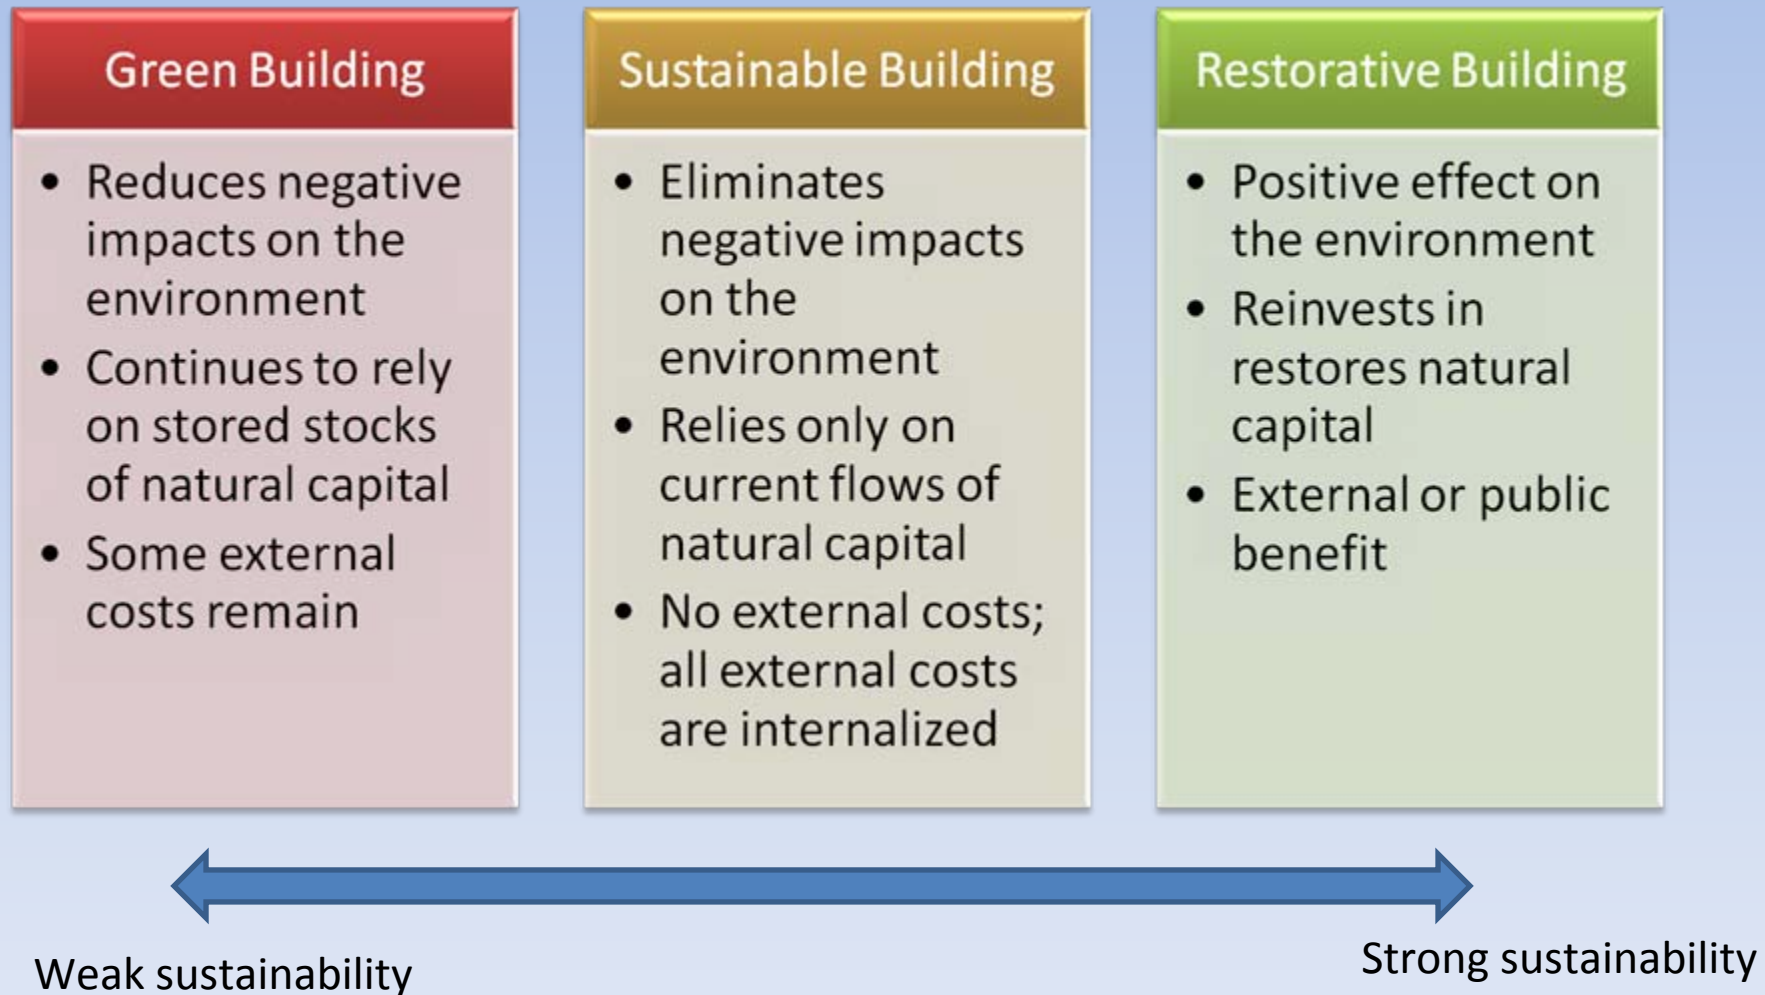 Green Building
• Reduces negative
impacts on the
environment
• Continues to rely
on stored stocks
of natural capital
• Some external
costs remain
Sustainable Building
• Eliminates
negative impacts
on the
environment
• Relies only on
current flows of
natural capital
• No external costs;
all external costs
are internalized
Restorative Building
• Positive effect on
the environment
• Reinvests in
restores natural
capital
• External or public
benefit
Weak sustainability
Strong sustainability